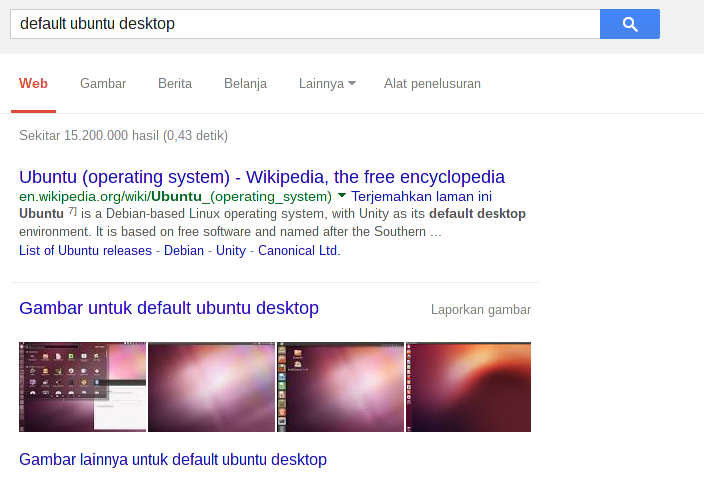 default ubuntu desktop
Web Gambar Berita Belanja Lainnya Alat penelusuran
Sekitar 15.200.000 hasil (0,43 detik)
Ubuntu (operating system) - Wikipedia, the free encyclopedia
en.wikipedia.org/wiki/Ubuntu_(operating_system) Terjemahkan laman ini
Ubuntu 7] is a Debian-based Linux operating system, with Unity as its default desktop
environment. It is based on free software and named after the Southern ...
List of Ubuntu releases - Debian - Unity - Canonical Ltd.
Gambar untuk default ubuntu desktop Laporkan gambar
Gambar lainnya untuk default ubuntu desktop